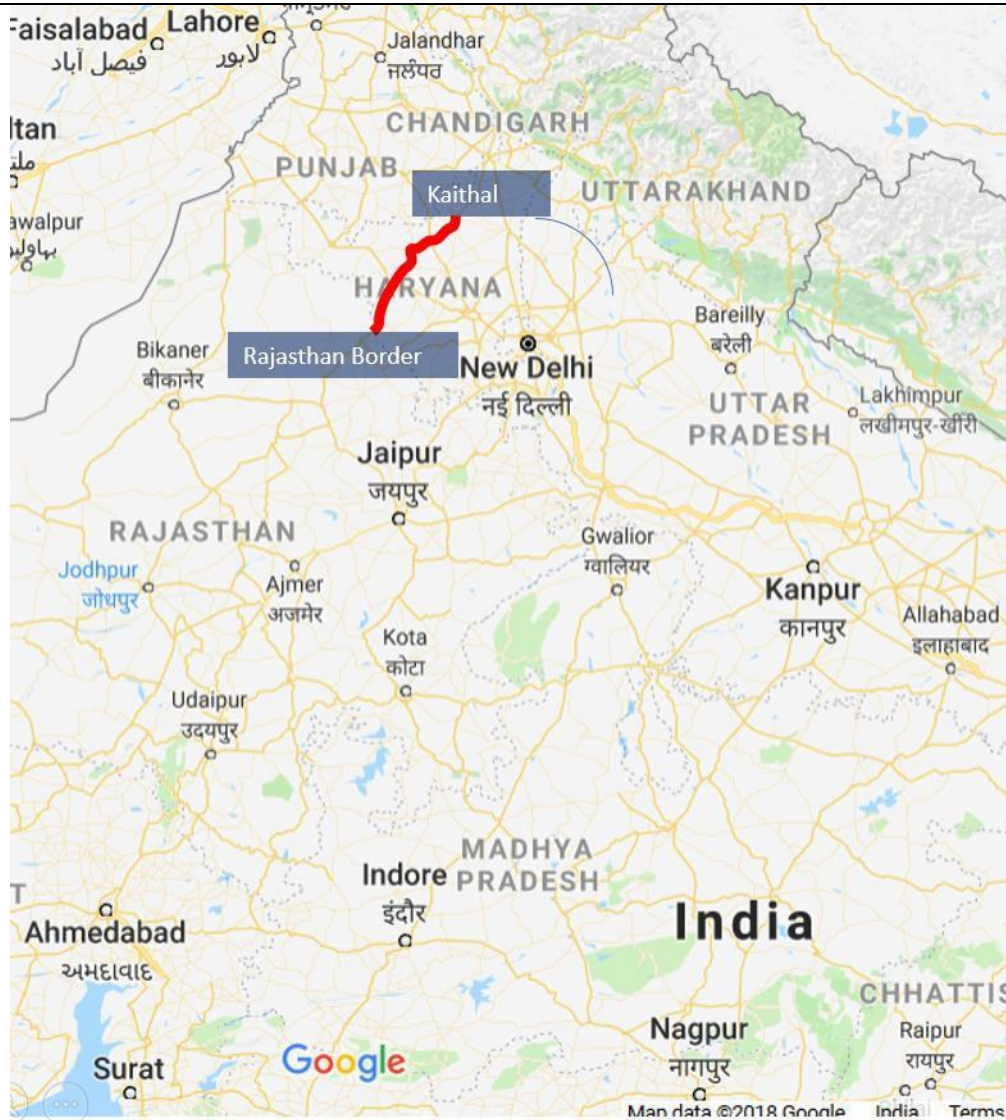 Faisalabad
فیصل آباد
Lahore
لاہور
Jalandhar
ਜਲੰਧਰ
CHANDIGARH
ltan
PUNJAB
Kaithal
UTTARAKHAND
awalpur
HARYANA
Rajasthan Border
Bikaner
बीकानेर
New Delhi
नई दिल्ली
Bareilly
बरेली
UTTAR
PRADESH
Lakhimpur
लखीमपुर-खीरी
Jaipur
जयपुर
RAJASTHAN
Jodhpur
जोधपुर
Ajmer
अजमेर
Gwalior
ग्वालियर
Kanpur
कानपुर
Allahabad
इलाहाबाद
Kota
कोटा
Udaipur
उदयपुर
MADHYA
PRADESH
Indore
इंदौर
India
T
Ahmedabad
અમદાવાદ
CHHATTIS
Nagpur
नागपुर
Raipur
रायपुर
Surat
Google
Map data ©2018 Google
India
Terms